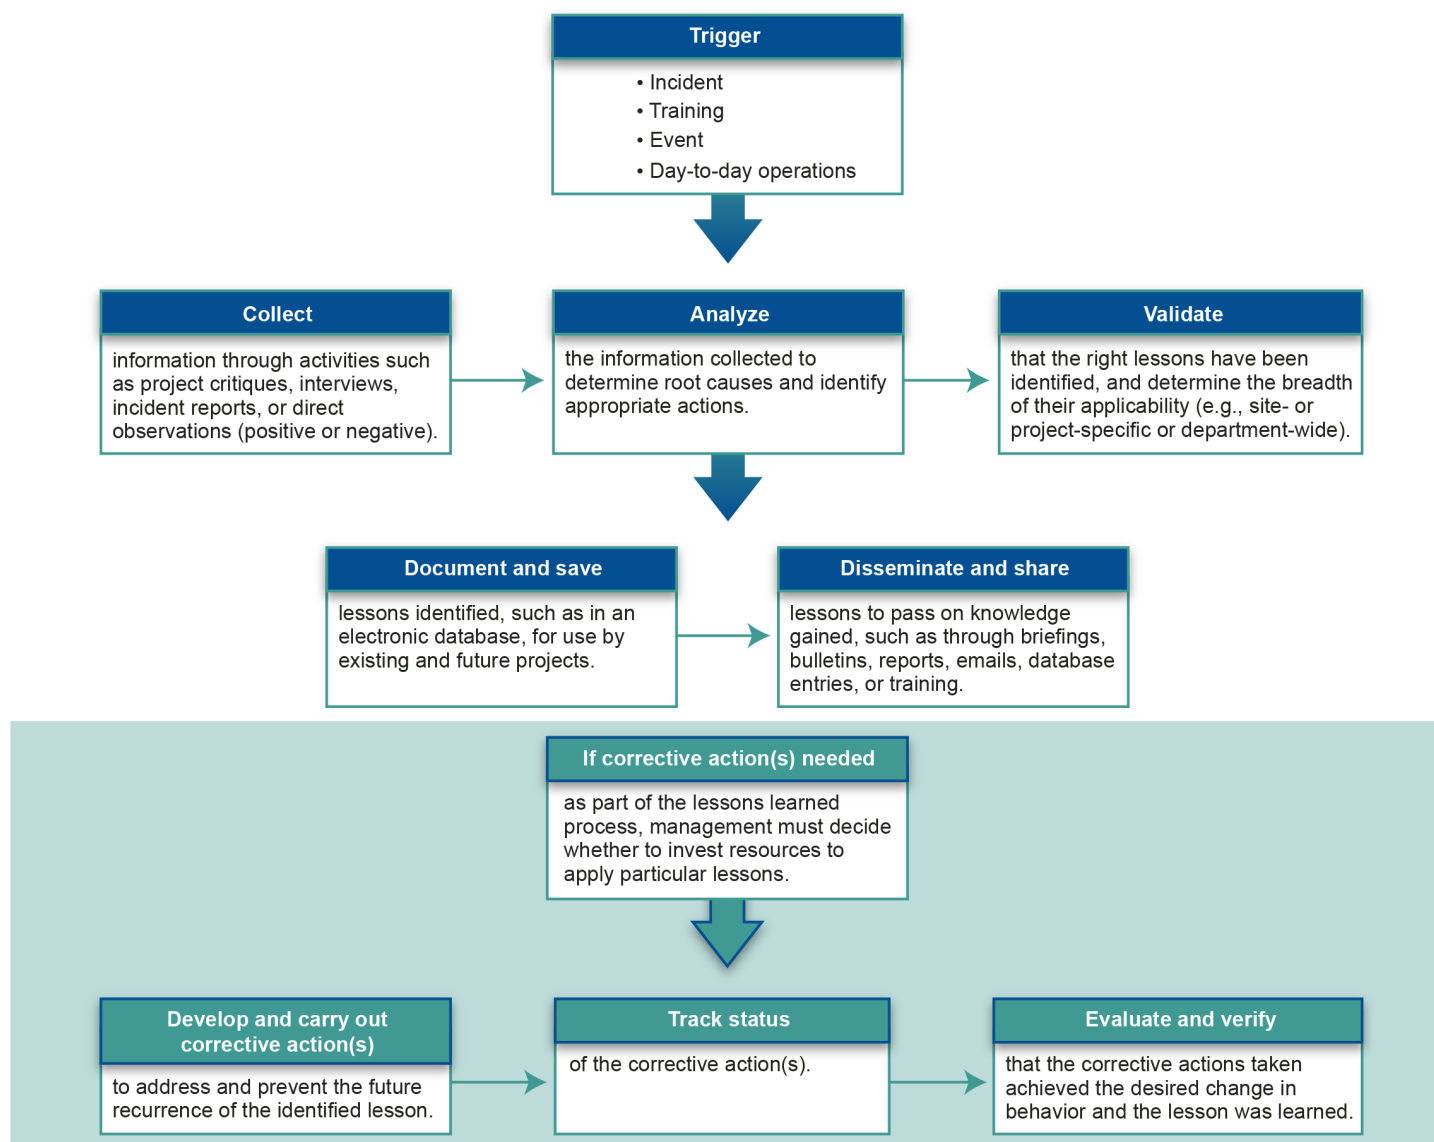 Trigger
• Incident
• Training
• Event
• Day-to-day operations
Collect
information through activities such
as project critiques, interviews,
incident reports, or direct
observations (positive or negative).
Analyze
the information collected to
determine root causes and identify
appropriate actions.
Validate
that the right lessons have been
identified, and determine the breadth
of their applicability (e.g., site- or
project-specific or department-wide).
Document and save
lessons identified, such as in an
electronic database, for use by
existing and future projects.
Disseminate and share
lessons to pass on knowledge
gained, such as through briefings,
bulletins, reports, emails, database
entries, or training.
If corrective action(s) needed
as part of the lessons learned
process, management must decide
whether to invest resources to
apply particular lessons.
Develop and carry out
corrective action(s)
to address and prevent the future
recurrence of the identified lesson.
Track status
of the corrective action(s).
Evaluate and verify
that the corrective actions taken
achieved the desired change in
behavior and the lesson was learned.